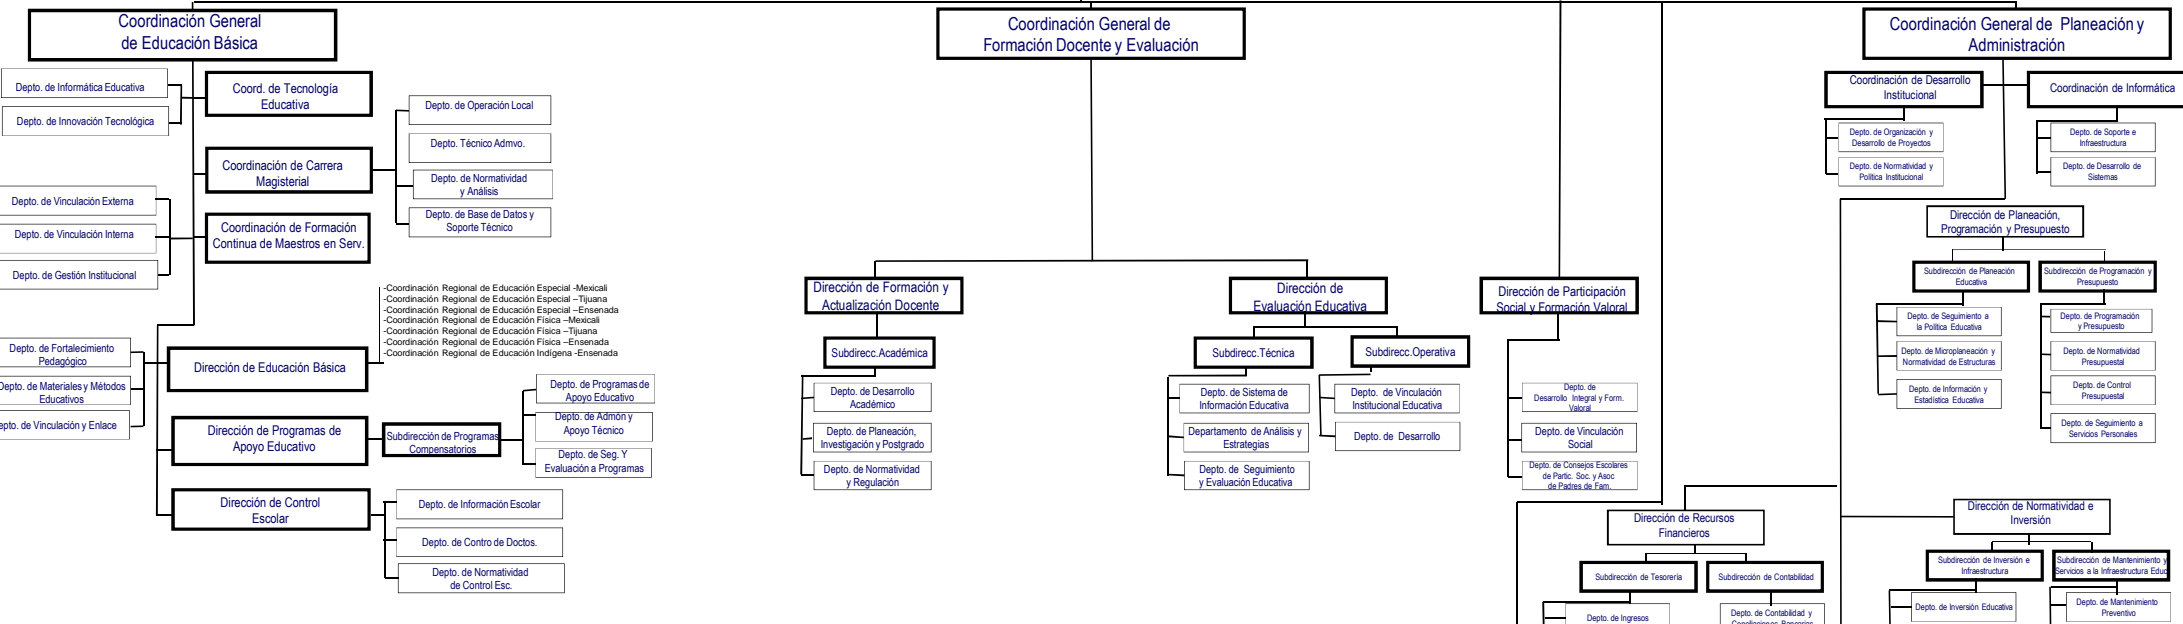 Coordinación General
de Educación Básica
Depto. de Informática Educativa
Depto. de Innovación Tecnológica
Coord. de Tecnología
Educativa
Coordinación de Carrera
Magisterial
Depto. de Operación Local
Depto. Técnico Admvo.
Depto. de Normatividad
y Análisis
Depto. de Base de Datos y
Soporte Técnico
Depto. de Vinculación Externa
Depto. de Vinculación Interna
Depto. de Gestión Institucional
Coordinación de Formación
Continua de Maestros en Serv.
-Coordinación Regional de Educación Especial -Mexicali
-Coordinación Regional de Educación Especial –Tijuana
-Coordinación Regional de Educación Especial –Ensenada
-Coordinación Regional de Educación Física –Mexicali
-Coordinación Regional de Educación Física –Tijuana
-Coordinación Regional de Educación Física –Ensenada
-Coordinación Regional de Educación Indígena -Ensenada
Depto. de Fortalecimiento
Pedagógico
Depto. de Materiales y Métodos
Educativos
epto. de Vinculación y Enlace
Dirección de Educación Básica
Dirección de Programas de
Apoyo Educativo
Subdirección de Programas
Compensatorios
Depto. de Programas de
Apoyo Educativo
Depto. de Admón y
Apoyo Técnico
Depto. de Seg. Y
Evaluación a Programas
Dirección de Control
Escolar
Depto. de Información Escolar
Depto. de Contro de Doctos.
Depto. de Normatividad
de Control Esc.
Coordinación General de
Formación Docente y Evaluación
Dirección de Formación y
Actualización Docente
Subdirecc.Académica
Depto. de Desarrollo
Académico
Depto. de Planeación,
Investigación y Postgrado
Depto. de Normatividad
y Regulación
Dirección de
Evaluación Educativa
Subdirecc.Técnica
Subdirecc.Operativa
Depto. de Sistema de
Información Educativa
Departamento de Análisis y
Estrategias
Depto. de Seguimiento
y Evaluación Educativa
Depto. de Vinculación
Institucional Educativa
Depto. de Desarrollo
Dirección de Participación
Social y Formación Valoral
Depto. de
Desarrollo Integral y Form.
Valoral
Depto. de Vinculación
Social
Depto. de Consejos Escolares
de Partic. Soc. y Asoc
de Padres de Fam.
Coordinación General de Planeación y
Administración
Coordinación de Desarrollo
Institucional
Coordinación de Informática
Depto. de Organización y
Desarrollo de Proyectos
Depto. de Normatividad y
Política Institucional
Depto. de Soporte e
Infraestructura
Depto. de Desarrollo de
Sistemas
Dirección de Planeación,
Programación y Presupuesto
Subdirección de Planeación
Educativa
Subdirección de Programación y
Presupuesto
Depto. de Seguimiento a
la Política Educativa
Depto. de Microplaneación y
Normatividad de Estructuras
Depto. de Información y
Estadística Educativa
Depto. de Programación
y Presupuesto
Depto. de Normatividad
Presupuestal
Depto. de Control
Presupuestal
Depto. de Seguimiento a
Servicios Personales
Dirección de Recursos
Financieros
Subdirección de Tesorería
Subdirección de Contabilidad
Depto. de Ingresos
Depto. de Contabilidad y
Conciliaciones Bancarias
Dirección de Normatividad e
Inversión
Subdirección de Inversión e
Infraestructura
Subdirección de Mantenimiento y
Servicios a la Infraestructura Educ
Depto. de Inversión Educativa
Depto. de Mantenimiento
Preventivo